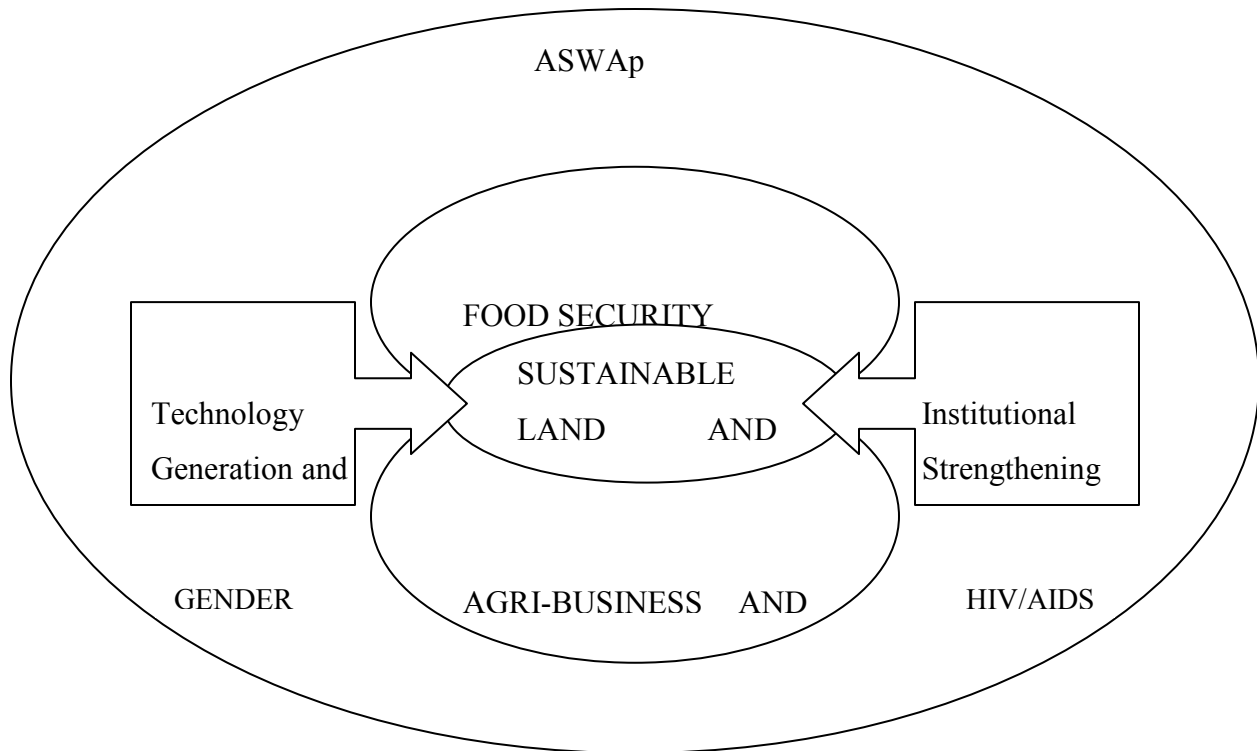 ASWAp
FOOD SECURITY
SUSTAINABLE
LAND AND
Technology
Generation and
Institutional
Strengthening
GENDER
AGRI-BUSINESS AND
HIV/AIDS